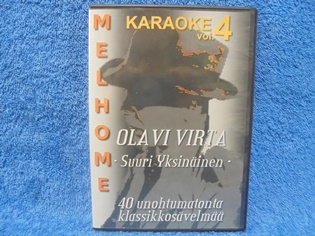 MELHOME
KARAOKE
vol. 4
OLAVI VIRTA
- Suuri Yksinäinen -
40 unohtumatonta
klassikkosävelmää